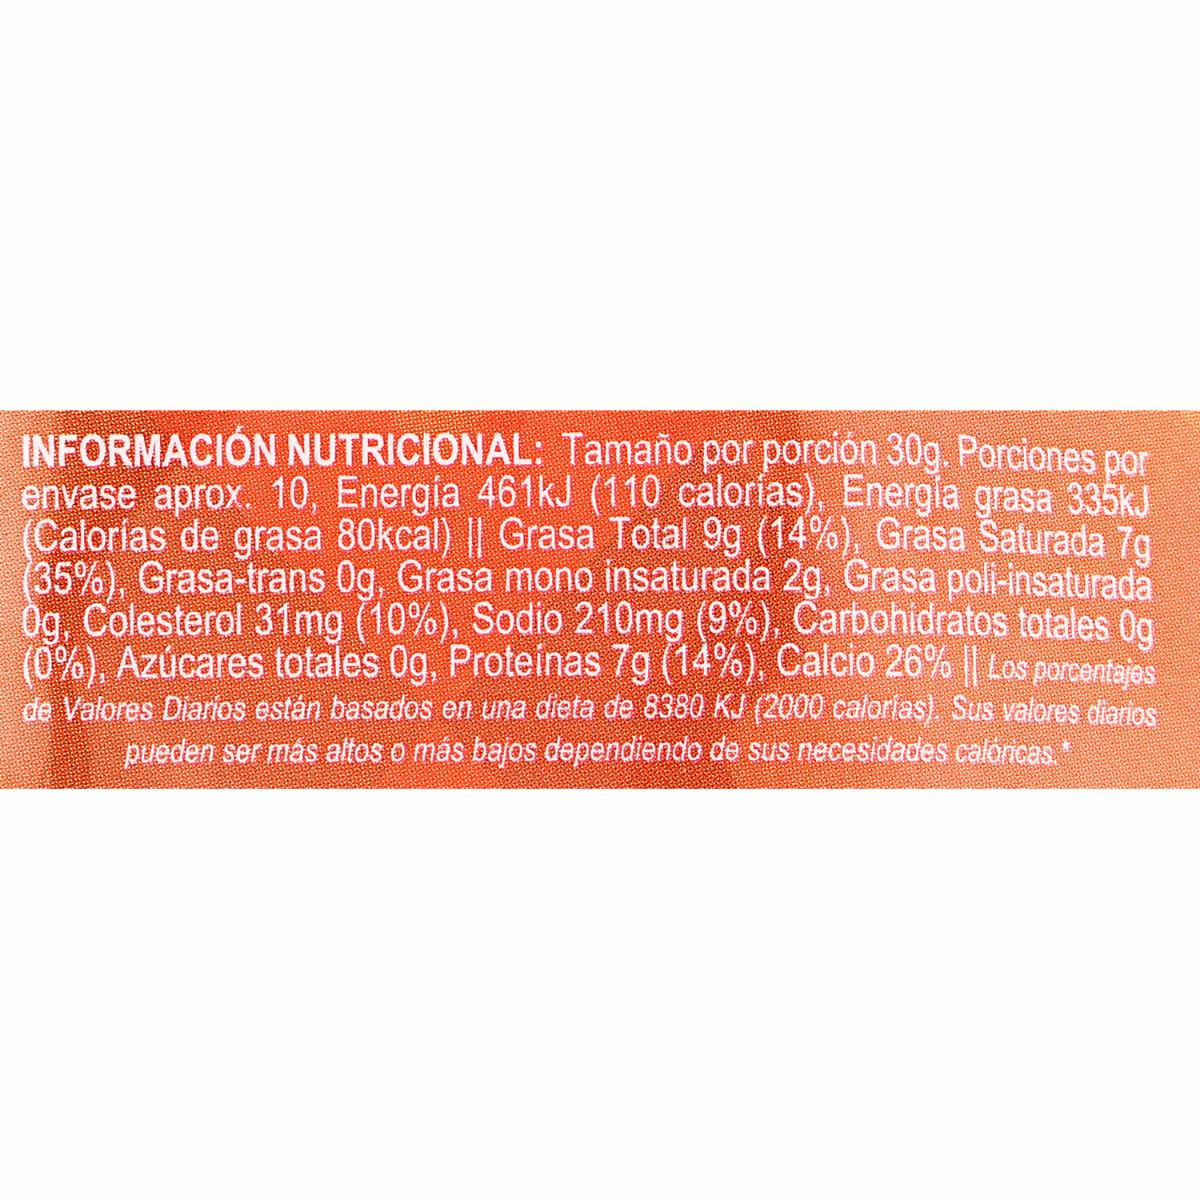 INFORMACIÓN NUTRICIONAL: Tamaño por porción 30g. Porciones por
envase aprox. 10, Energía 461kJ (110 calorías), Energía grasa 335kJ
(Calorías de grasa 80kcal) || Grasa Total 9g (14%), Grasa Saturada 7g
(35%), Grasa-trans 0g, Grasa mono insaturada 2g, Grasa poli-insaturada
0g, Colesterol 31mg (10%), Sodio 210mg (9%), Carbohidratos totales 0g
(0%), Azúcares totales 0g, Proteínas 7g (14%), Calcio 26% || Los porcentajes
de Valores Diarios están basados en una dieta de 8380 KJ (2000 calorías). Sus valores diarios
pueden ser más altos o más bajos dependiendo de sus necesidades calóricas.*